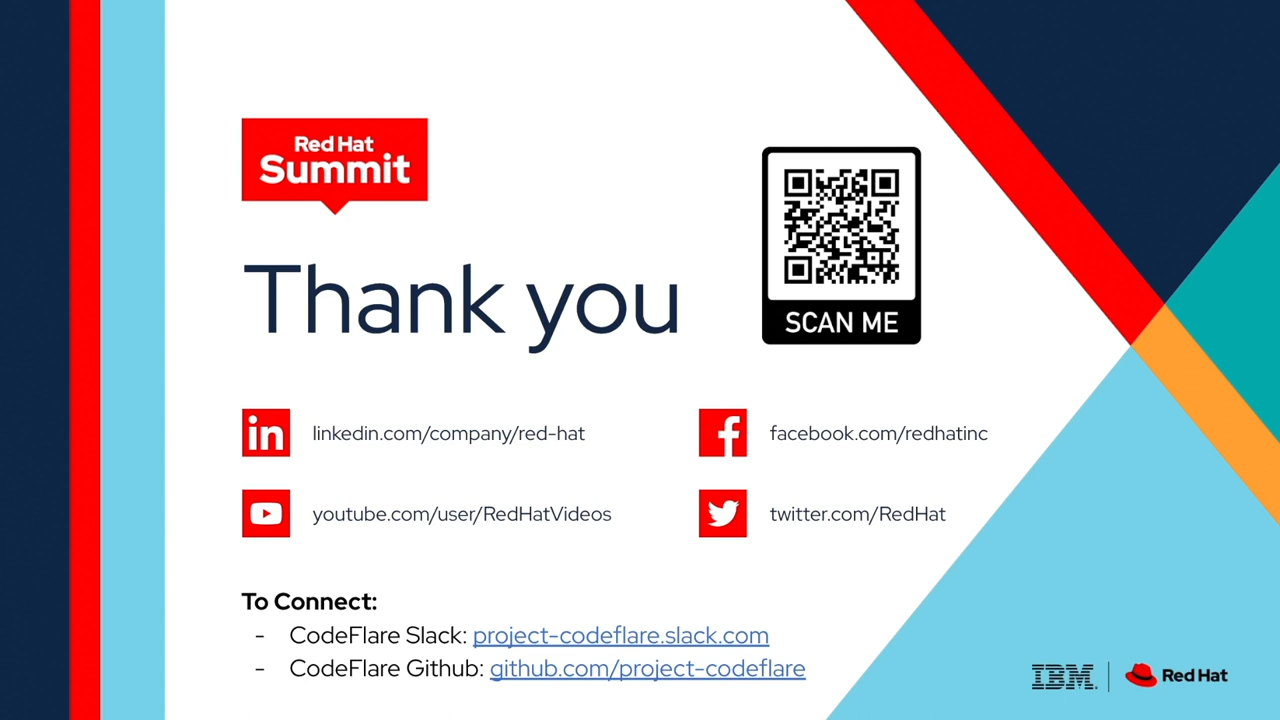 Red Hat
Summit
Thank you
SCAN ME
linkedin.com/company/red-hat
facebook.com/redhatinc
youtube.com/user/RedHatVideos
twitter.com/RedHat
To Connect:
- CodeFlare Slack: project-codeflare.slack.com
- CodeFlare Github: github.com/project-codeflare
IBM. | Red Hat